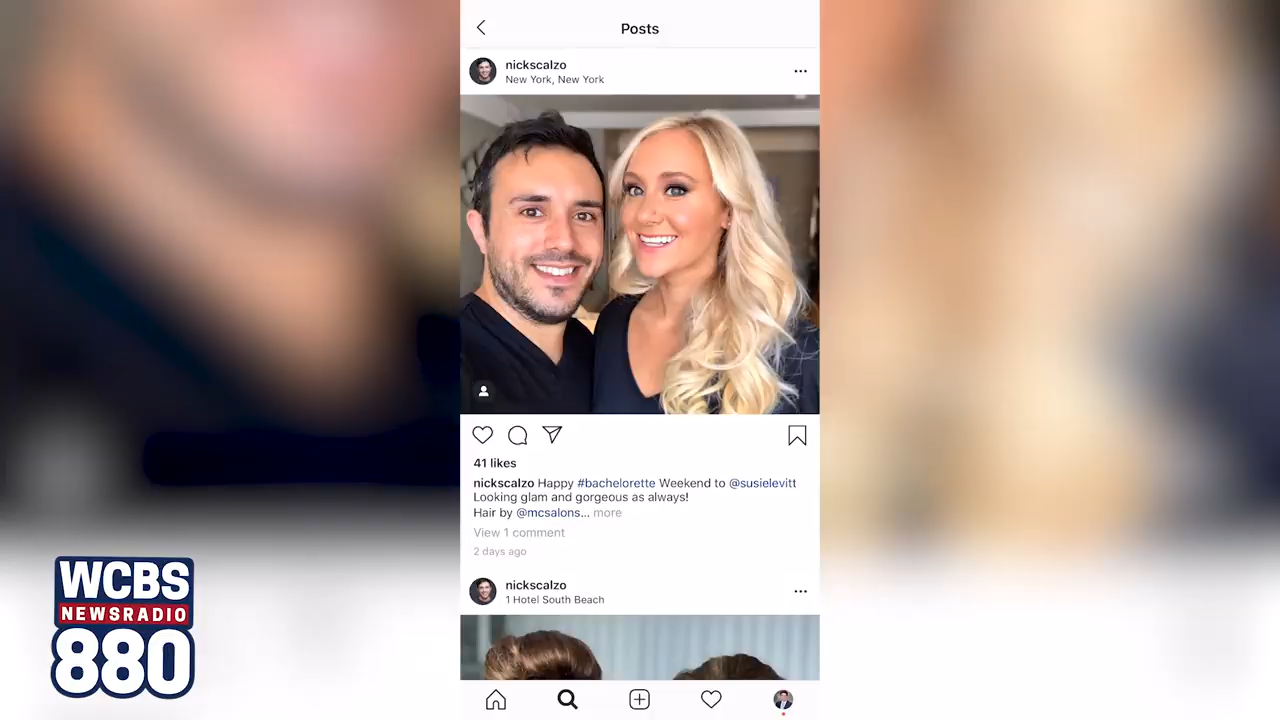 Posts
nickscalzo
New York, New York
41 likes
nickscalzo Happy #bachelorette Weekend to @susielevitt
Looking glam and gorgeous as always!
Hair by @mcsalons... more
View 1 comment
2 days ago
nickscalzo
1 Hotel South Beach
WCBS
NEWSRADIO
880